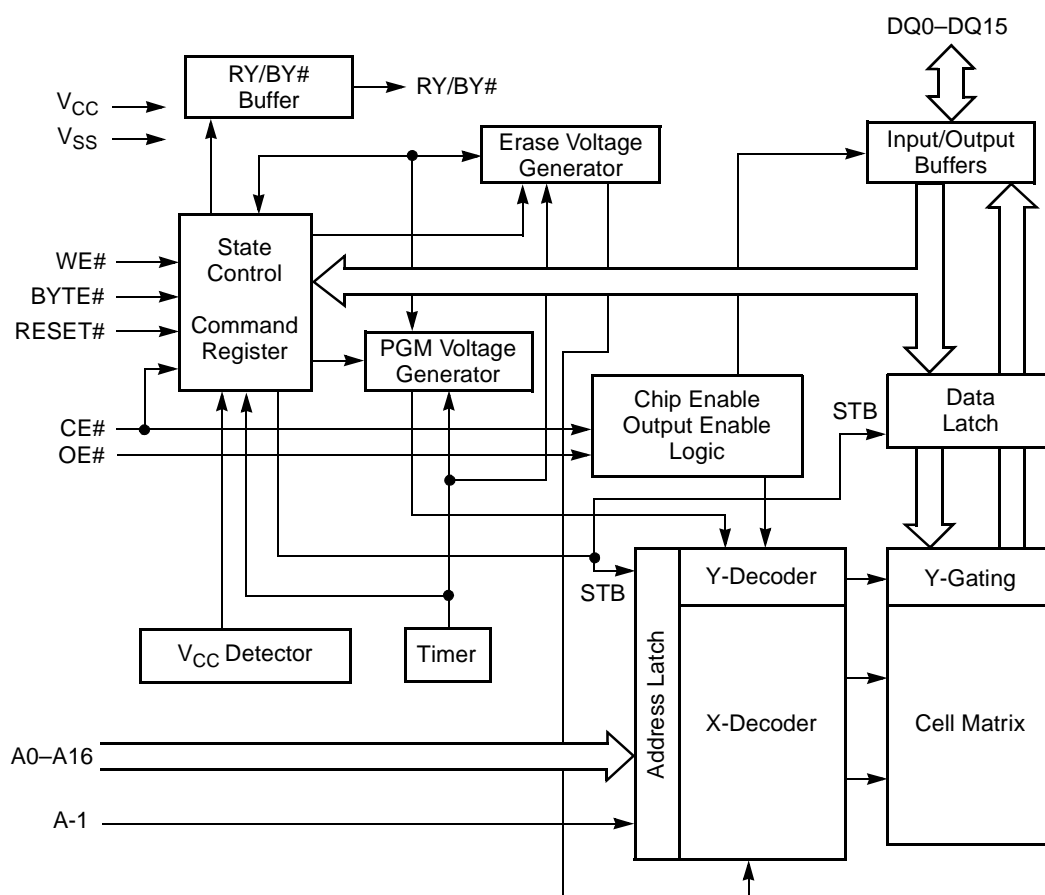 DQ0–DQ15
RY/BY#
Buffer
RY/BY#
VCC
VSS
Erase Voltage
Generator
Input/Output
Buffers
State
Control
WE#
BYTE#
RESET#
Command
Register
PGM Voltage
Generator
Chip Enable
Output Enable
Logic
STB
Data
Latch
CE#
OE#
STB
Y-Decoder
Y-Gating
VCC Detector
Timer
Address Latch
X-Decoder
Cell Matrix
A0–A16
A-1